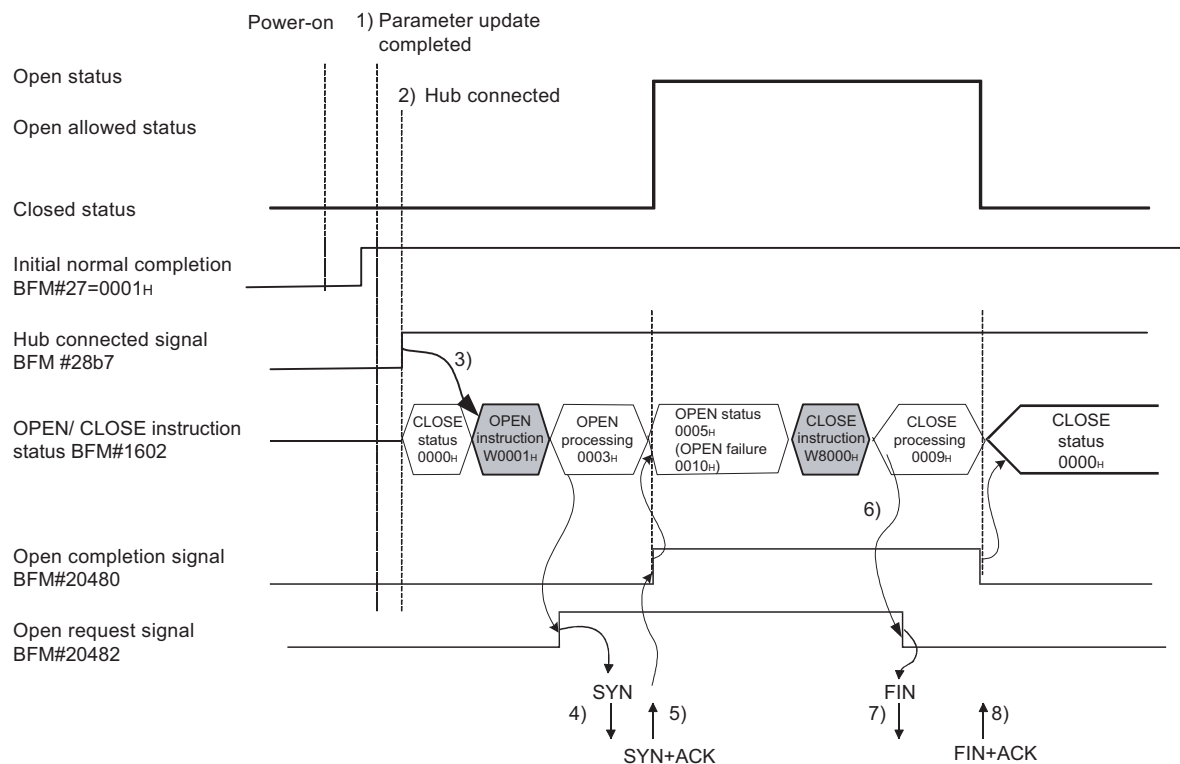 Power-on
1) Parameter update
completed
Open status
2) Hub connected
Open allowed status
Closed status
Initial normal completion
BFM#27=0001H
Hub connected signal
BFM #28b7
3)
OPEN/ CLOSE instruction
status BFM#1602
CLOSE
status
0000H
OPEN
instruction
W0001H
OPEN
processing
0003H
OPEN status
0005H
(OPEN failure
0010H)
CLOSE
instruction
W8000H
CLOSE
processing
0009H
CLOSE
status
0000H
6)
Open completion signal
BFM#20480
Open request signal
BFM#20482
SYN
FIN
4)
5)
7)
8)
SYN+ACK
FIN+ACK